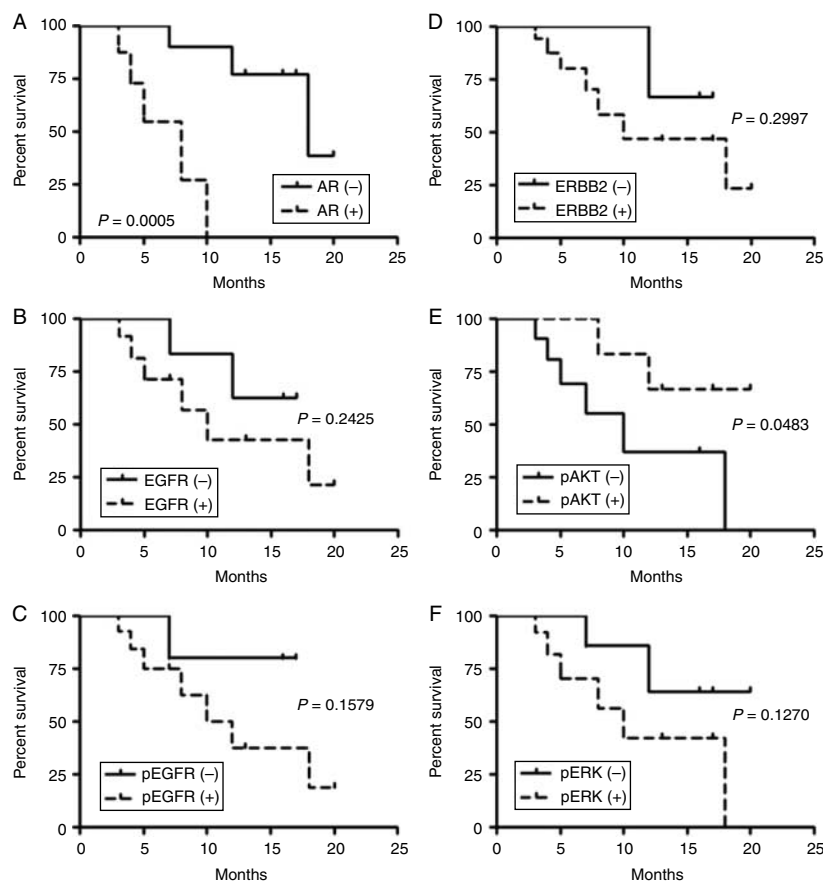 A
100
75
50
25
0
Percent survival
AR (–)
AR (+)
P = 0.0005
0 5 10 15 20 25
Months
B
100
75
50
25
0
Percent survival
P = 0.2425
EGFR (–)
EGFR (+)
0 5 10 15 20 25
Months
C
100
75
50
25
0
Percent survival
P = 0.1579
pEGFR (–)
pEGFR (+)
0 5 10 15 20 25
Months
D
100
75
50
25
0
Percent survival
P = 0.2997
ERBB2 (–)
ERBB2 (+)
0 5 10 15 20 25
Months
E
100
75
50
25
0
Percent survival
P = 0.0483
pAKT (–)
pAKT (+)
0 5 10 15 20 25
Months
F
100
75
50
25
0
Percent survival
P = 0.1270
pERK (–)
pERK (+)
0 5 10 15 20 25
Months